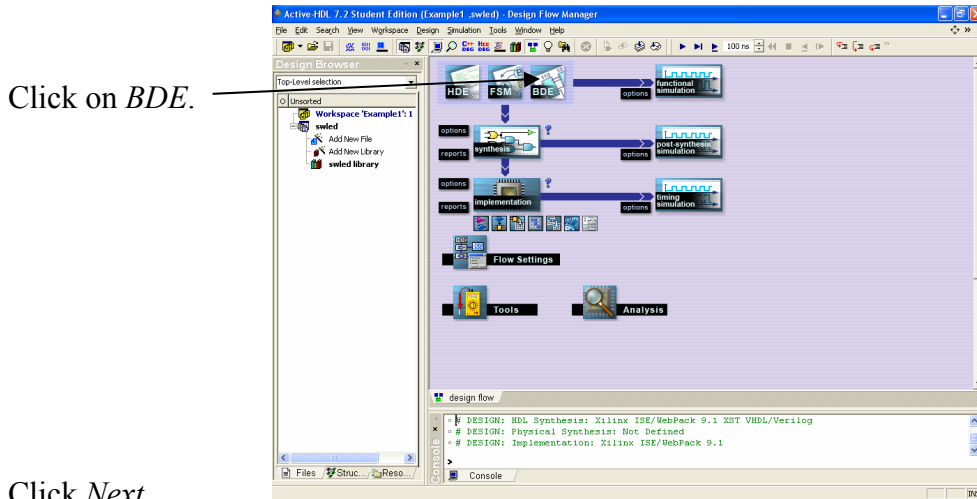 Active-HDL 7.2 Student Edition (Example1 ,swled) - Design Flow Manager
File Edit Search View Workspace Design Simulation Tools Window Help
100 ns
Design Browser
Top-Level selection
Unsorted
Workspace 'Example1': 1
swled
Add New File
Add New Library
swled library
Files
Struc...
Reso...
Click on BDE.
HDE
FSM
BDE
options
functional simulation
options
reports
synthesis
options
post-synthesis simulation
options
reports
implementation
options
timing simulation
Flow Settings
Tools
Analysis
design flow
# DESIGN: HDL Synthesis: Xilinx ISE/WebPack 9.1 XST VHDL/Verilog
# DESIGN: Physical Synthesis: Not Defined
# DESIGN: Implementation: Xilinx ISE/WebPack 9.1
>
Console
Console
Click Next